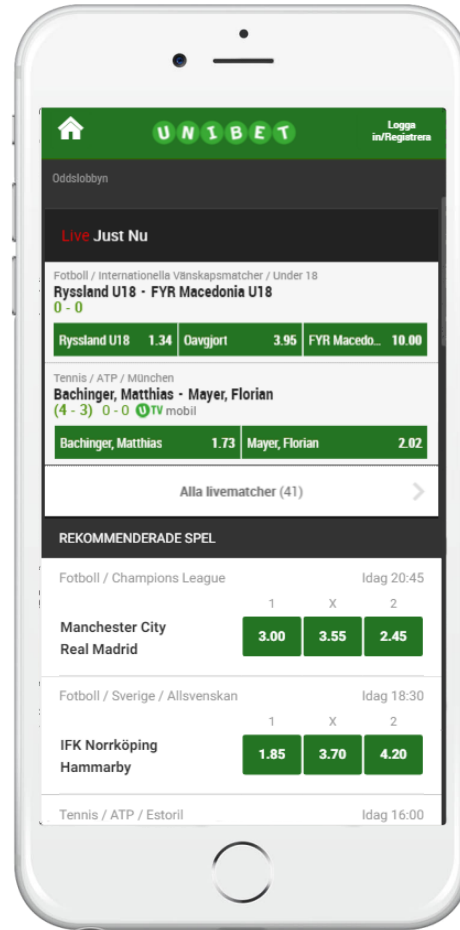 UNIBET
Logga
in/Registrera
Oddslobbyn
Live Just Nu
Fotboll / Internationella Vänskapsmatcher / Under 18
Ryssland U18 - FYR Macedonia U18
0 - 0
Ryssland U18 1.34 Oavgjort 3.95 FYR Macedo... 10.00
Tennis / ATP / München
Bachinger, Matthias - Mayer, Florian
(4 - 3) 0 - 0 UTV mobil
Bachinger, Matthias 1.73 Mayer, Florian 2.02
Alla livematcher (41)
REKOMMENDERADE SPEL
Fotboll / Champions League Idag 20:45
1 X 2
Manchester City
Real Madrid
3.00 3.55 2.45
Fotboll / Sverige / Allsvenskan Idag 18:30
1 X 2
IFK Norrköping
Hammarby
1.85 3.70 4.20
Tennis / ATP / Estoril Idag 16:00